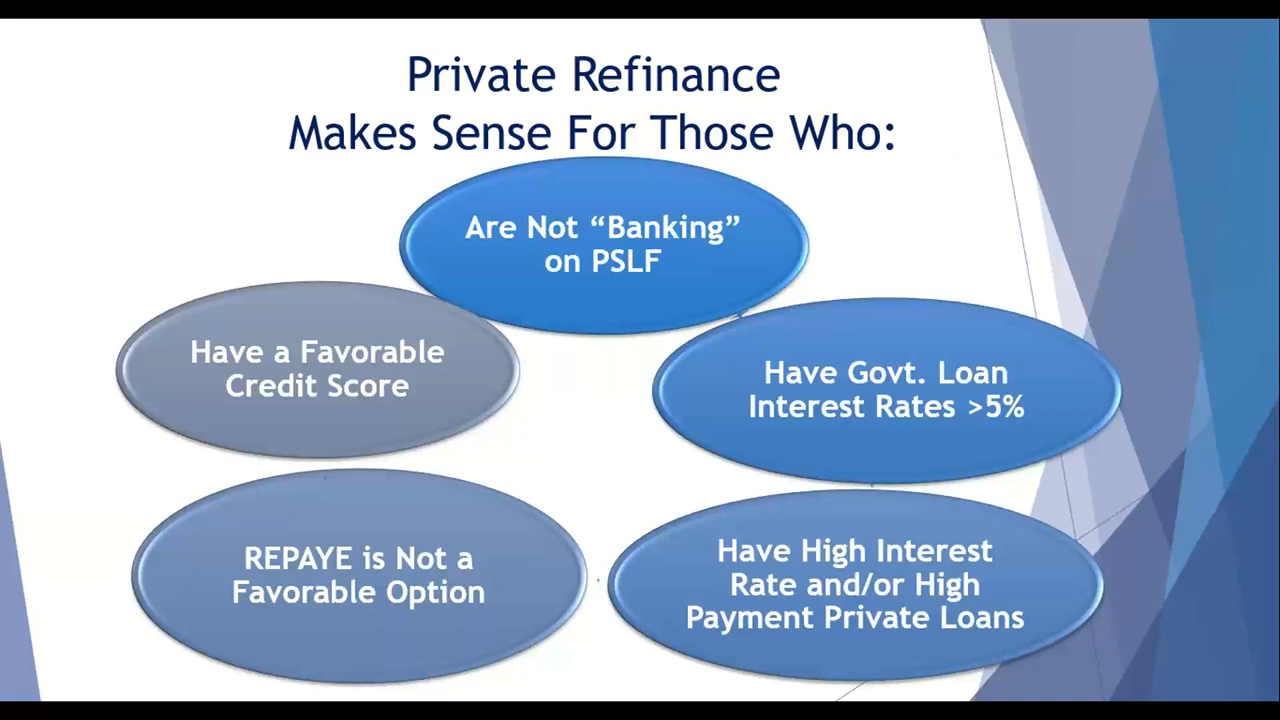 Private Refinance
Makes Sense For Those Who:
Are Not “Banking”
on PSLF
Have a Favorable
Credit Score
Have Govt. Loan
Interest Rates >5%
REPAYE is Not a
Favorable Option
Have High Interest
Rate and/or High
Payment Private Loans